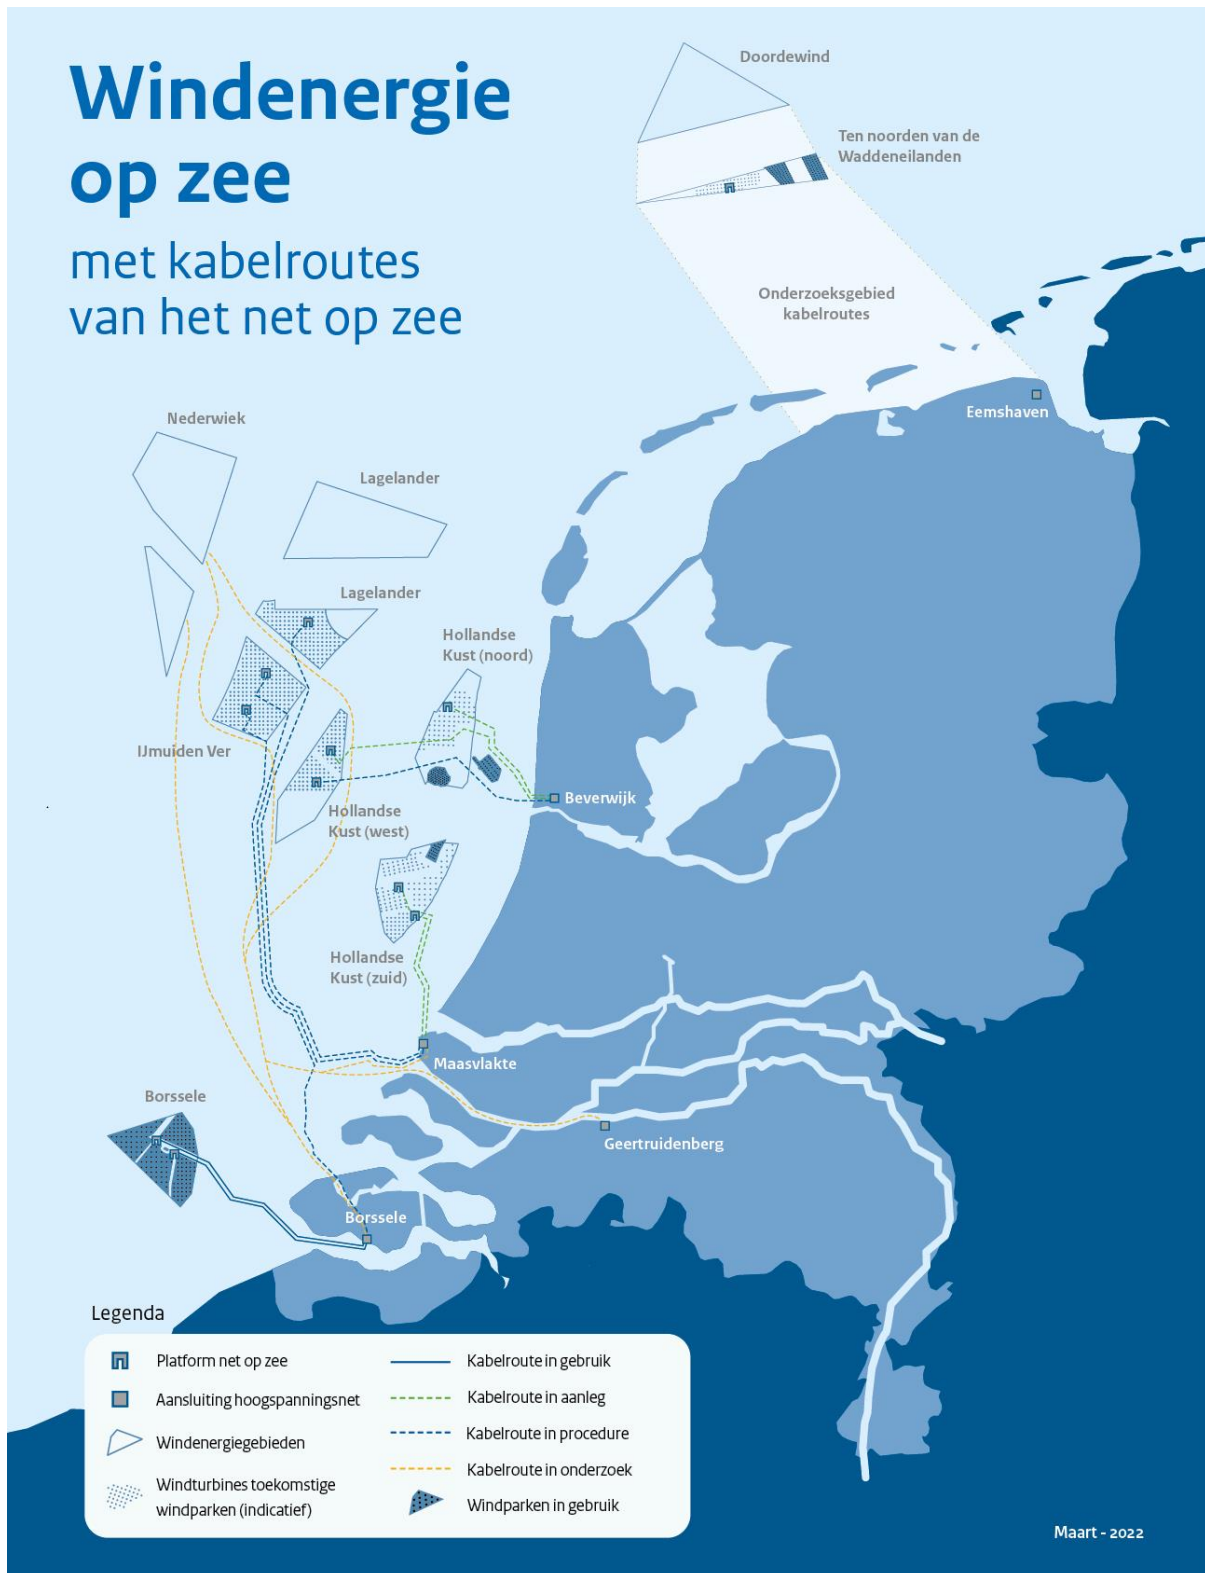 Windenergie
op zee
met kabelroutes
van het net op zee
Doordewind
Ten noorden van de
Waddeneilanden
Onderzoeksgebied
kabelroutes
Eemshaven
Nederwiek
Lagelander
Lagelander
Hollandse
Kust (noord)
IJmuiden Ver
Beverwijk
Hollandse
Kust (west)
Hollandse
Kust (zuid)
Maasvlakte
Borssele
Geertruidenberg
Borssele
Legenda
Platform net op zee
Aansluiting hoogspanningsnet
Windenergiegebieden
Windturbines toekomstige
windparken (indicatief)
Kabelroute in gebruik
Kabelroute in aanleg
Kabelroute in procedure
Kabelroute in onderzoek
Windparken in gebruik
Maart - 2022